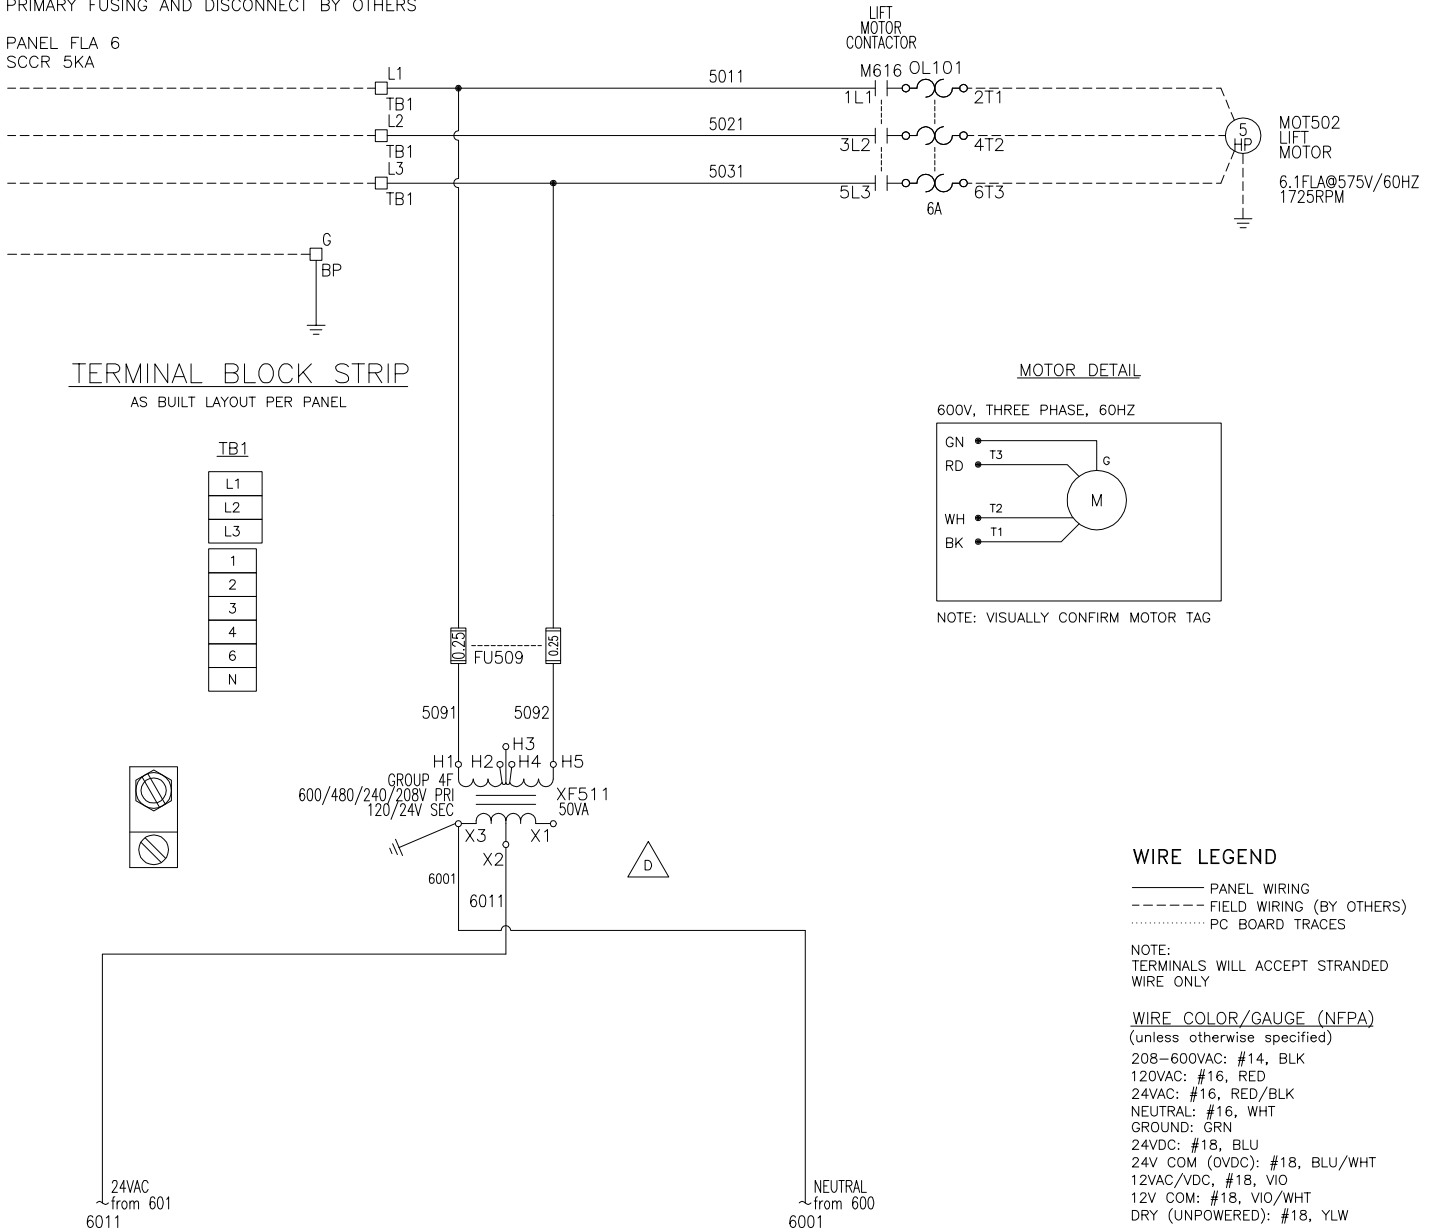 PRIMARY FUSING AND DISCONNECT BY OTHERS
PANEL FLA 6
SCCR 5KA
LIFT
MOTOR
CONTACTOR
L1
TB1
5011
M616
OL101
1L1
2T1
L2
TB1
5021
3L2
4T2
5
HP
MOT502
LIFT
MOTOR
6.1FLA@575V/60HZ
1725RPM
L3
TB1
5031
5L3
6T3
6A
G
BP
TERMINAL BLOCK STRIP
AS BUILT LAYOUT PER PANEL
TB1
L1
L2
L3
1
2
3
4
6
N
MOTOR DETAIL
600V, THREE PHASE, 60HZ
GN
RD
T3
G
M
WH
T2
BK
T1
NOTE: VISUALLY CONFIRM MOTOR TAG
0.25
0.25
FU509
5091
5092
H3
H1
H2
H4
H5
GROUP 4F
600/480/240/208V PRI
120/24V SEC
XF511
50VA
X3
X1
X2
6001
6011
D
WIRE LEGEND
PANEL WIRING
FIELD WIRING (BY OTHERS)
PC BOARD TRACES
NOTE:
TERMINALS WILL ACCEPT STRANDED
WIRE ONLY
WIRE COLOR/GAUGE (NFPA)
(unless otherwise specified)
208-600VAC: #14, BLK
120VAC: #16, RED
24VAC: #16, RED/BLK
NEUTRAL: #16, WHT
GROUND: GRN
24VDC: #18, BLU
24V COM (0VDC): #18, BLU/WHT
12VAC/VDC, #18, VIO
12V COM: #18, VIO/WHT
DRY (UNPOWERED): #18, YLW
24VAC
from 601
6011
NEUTRAL
from 600
6001